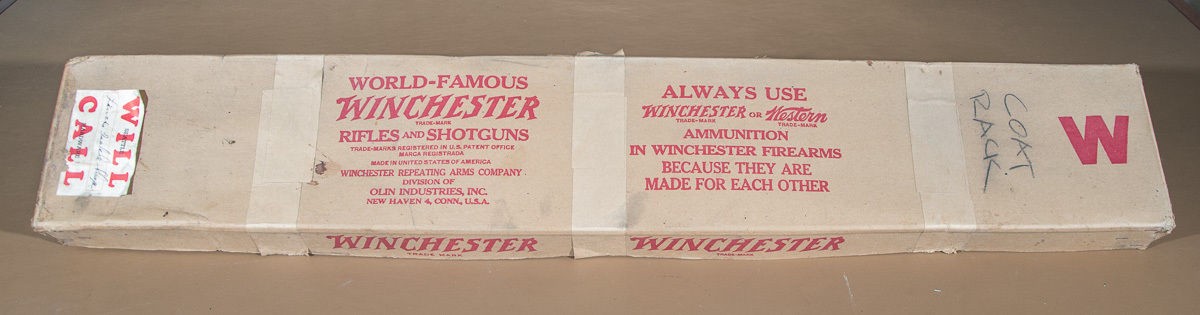 WILL
CALL
WORLD-FAMOUS
WINCHESTER
TRADE-MARK
RIFLES AND SHOTGUNS
TRADE-MARKS REGISTERED IN U.S. PATENT OFFICE
MARCA REGISTRADA
MADE IN UNITED STATES OF AMERICA
WINCHESTER REPEATING ARMS COMPANY
DIVISION OF
OLIN INDUSTRIES, INC.
NEW HAVEN 4, CONN., U.S.A.
ALWAYS USE
WINCHESTER OR Western
TRADE-MARK TRADE-MARK
AMMUNITION
IN WINCHESTER FIREARMS
BECAUSE THEY ARE
MADE FOR EACH OTHER
COAT
RACK
W
WINCHESTER
TRADE MARK
WINCHESTER
TRADE-MARK